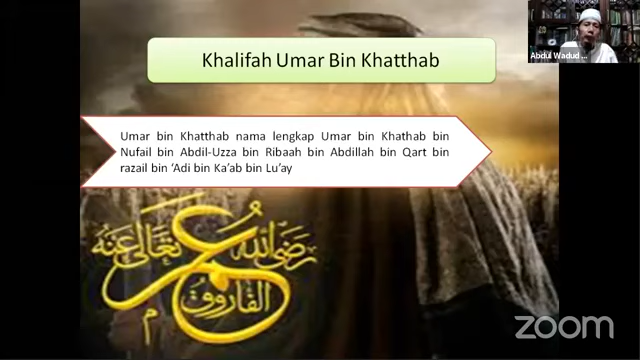 Khalifah Umar Bin Khatthab
Abdul Wadud ...
Umar bin Khatthab nama lengkap Umar bin Khathab bin
Nufail bin Abdil-Uzza bin Ribaah bin Abdillah bin Qart bin
razail bin ‘Adi bin Ka’ab bin Lu’ay
رضي الله تعالى عنه
عمر
الفاروق
zoom